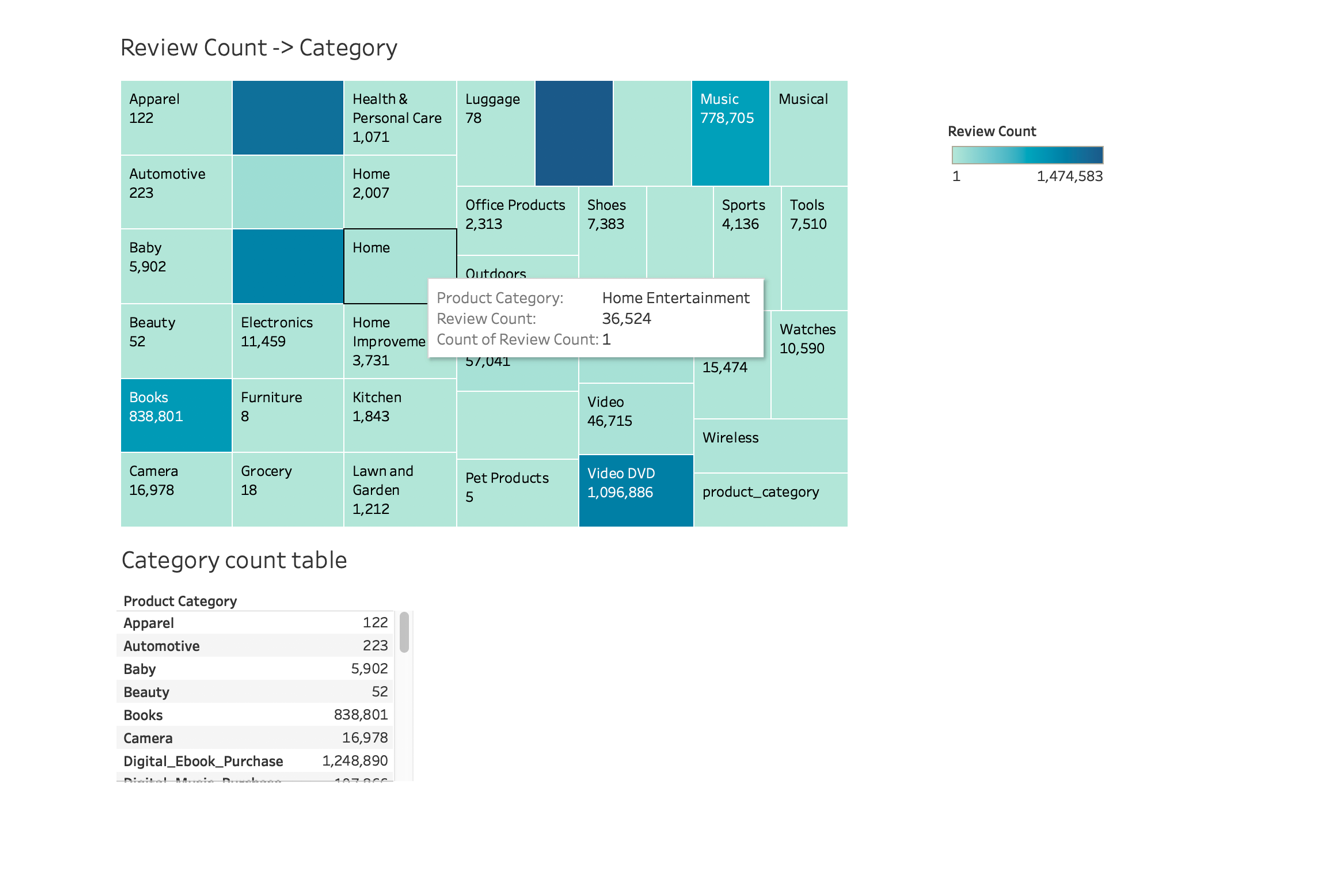 Review Count -> Category
Apparel
122
Automotive
223
Baby
5,902
Beauty
52
Books
838,801
Camera
16,978
Electronics
11,459
Furniture
8
Grocery
18
Health &
Personal Care
1,071
Home
2,007
Home
Home
Improveme
3,731
Kitchen
1,843
Lawn and
Garden
1,212
Luggage
78
Music
778,705
Musical
Office Products
2,313
Outdoors
57,041
Pet Products
5
Shoes
7,383
Sports
4,136
Tools
7,510
Product Category: Home Entertainment
Review Count: 36,524
Count of Review Count: 1
Video
46,715
Video DVD
1,096,886
15,474
Watches
10,590
Wireless
product_category
Review Count
1 1,474,583
Category count table
Product Category
Apparel 122
Automotive 223
Baby 5,902
Beauty 52
Books 838,801
Camera 16,978
Digital_Ebook_Purchase 1,248,890